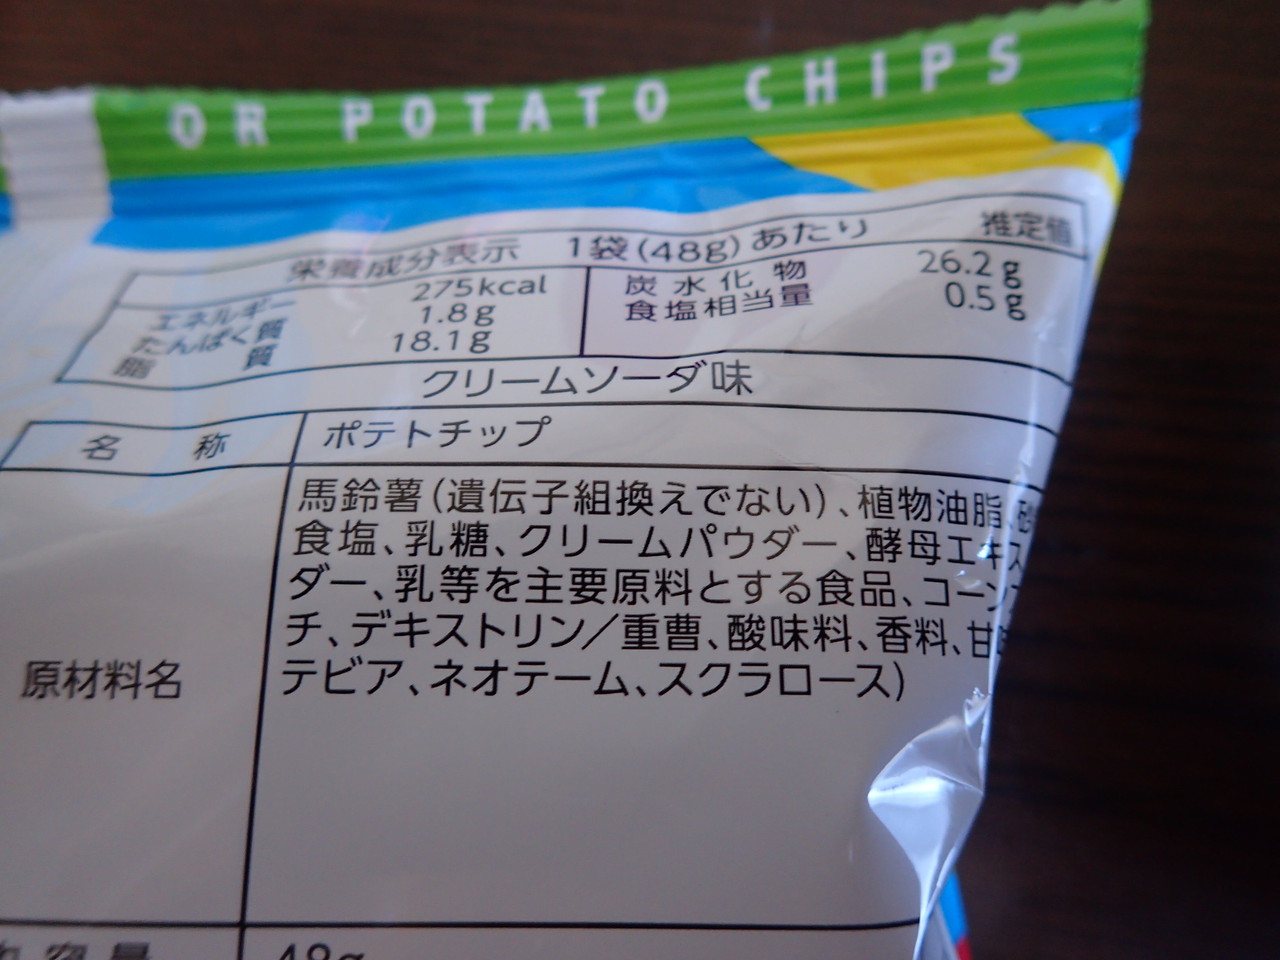 OR POTATO CHIPS
栄養成分表示 1袋(48g)あたり 推定値
エネルギー 275kcal
たんぱく質 1.8g
脂質 18.1g
炭水化物 26.2g
食塩相当量 0.5g
クリームソーダ味
名称 ポテトチップ
原材料名
馬鈴薯(遺伝子組換えでない)、植物油脂、砂
食塩、乳糖、クリームパウダー、酵母エキス
ダー、乳等を主要原料とする食品、コーン
チ、デキストリン/重曹、酸味料、香料、甘味
テビア、ネオテーム、スクラロース)
内容量 48g